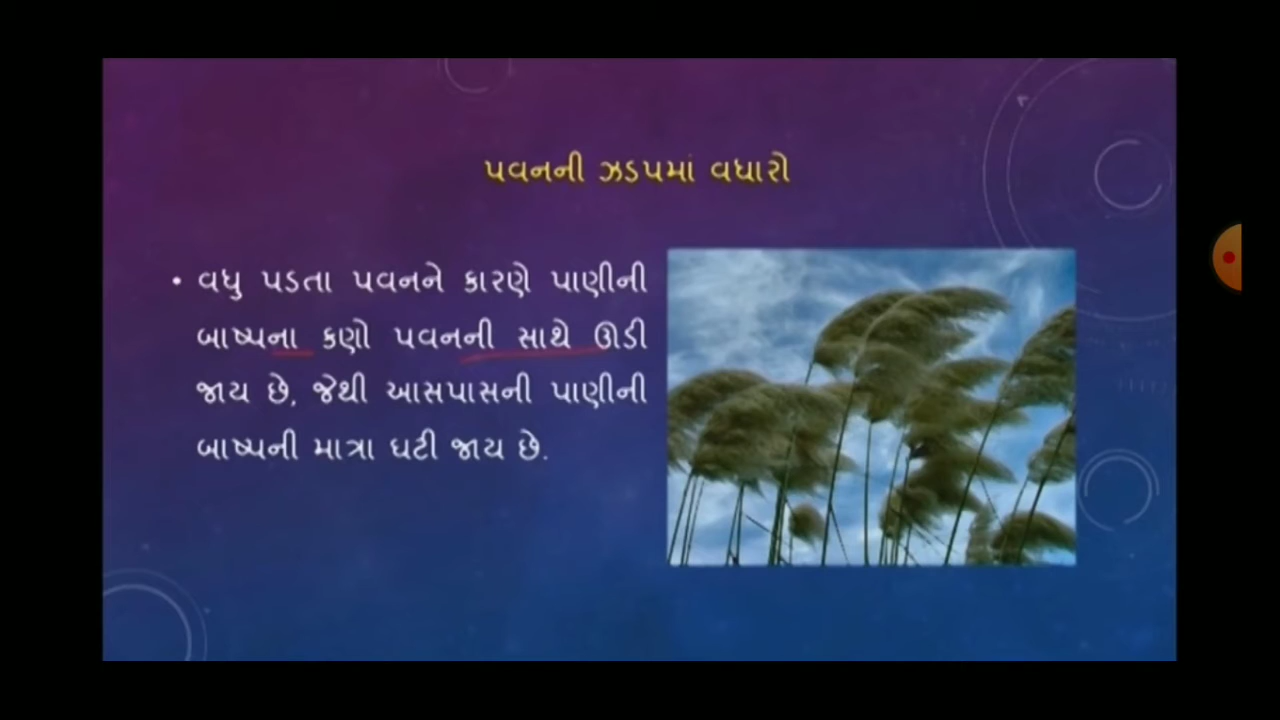 પવનની ઝડપમાં વધારો
• વધુ પડતા પવનને કારણે પાણીની
બાષ્પના કણો પવનની સાથે ઊડી
જાય છે, જેથી આસપાસની પાણીની
બાષ્પની માત્રા ઘટી જાય છે.